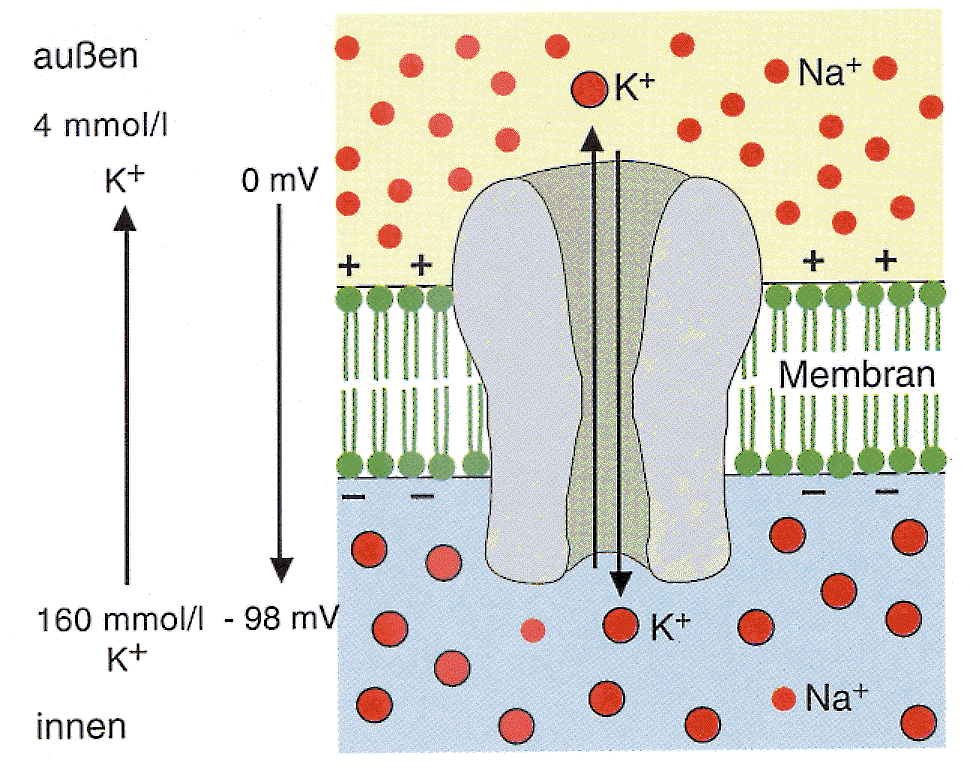 außen
4 mmol/l
K⁺
0 mV
K⁺
Na⁺
+ +
+ +
Membran
− −
− −
160 mmol/l - 98 mV
K⁺
K⁺
Na⁺
innen